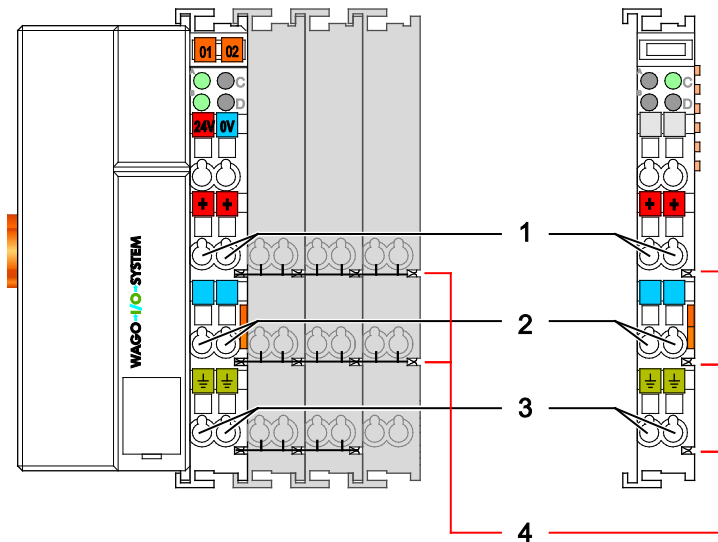 01 02
A C
B D
24V 0V
+ +
WAGO-I/O-SYSTEM
A C
B D
+ +
1
2
3
4